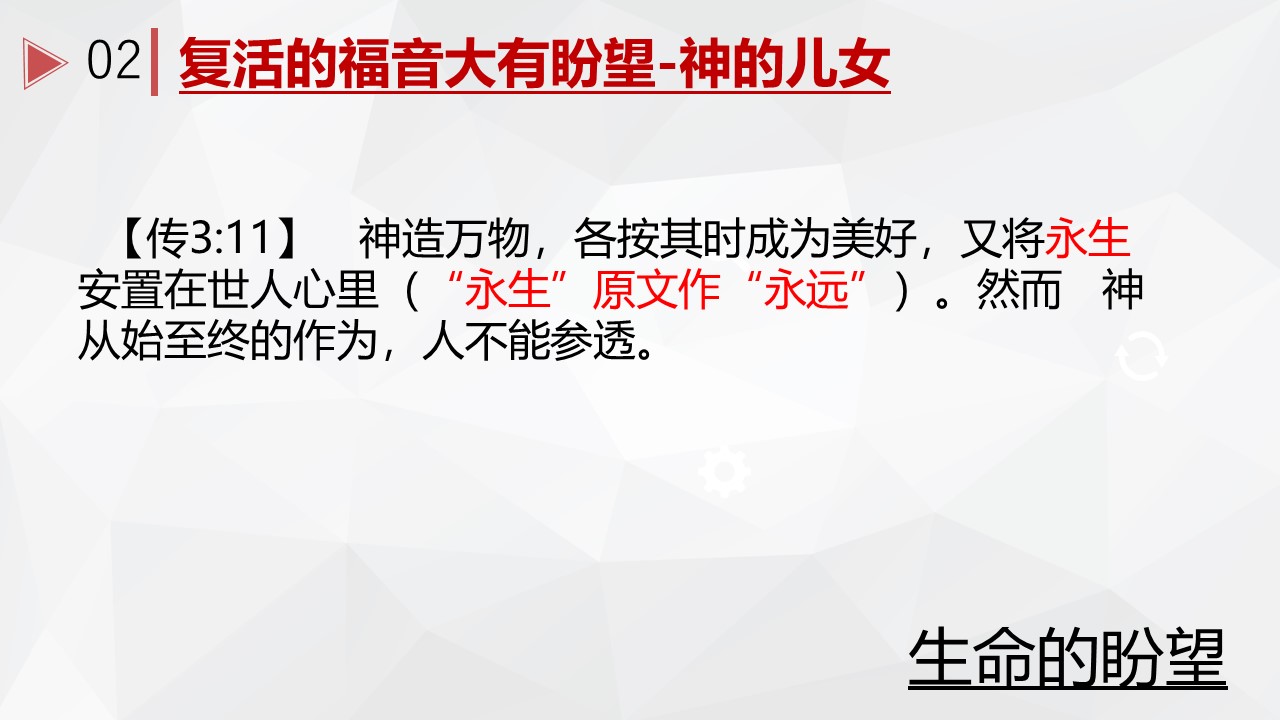 02 复活的福音大有盼望-神的儿女
【传3:11】　神造万物，各按其时成为美好，又将永生
安置在世人心里（“永生”原文作“永远”）。然而　神
从始至终的作为，人不能参透。
生命的盼望